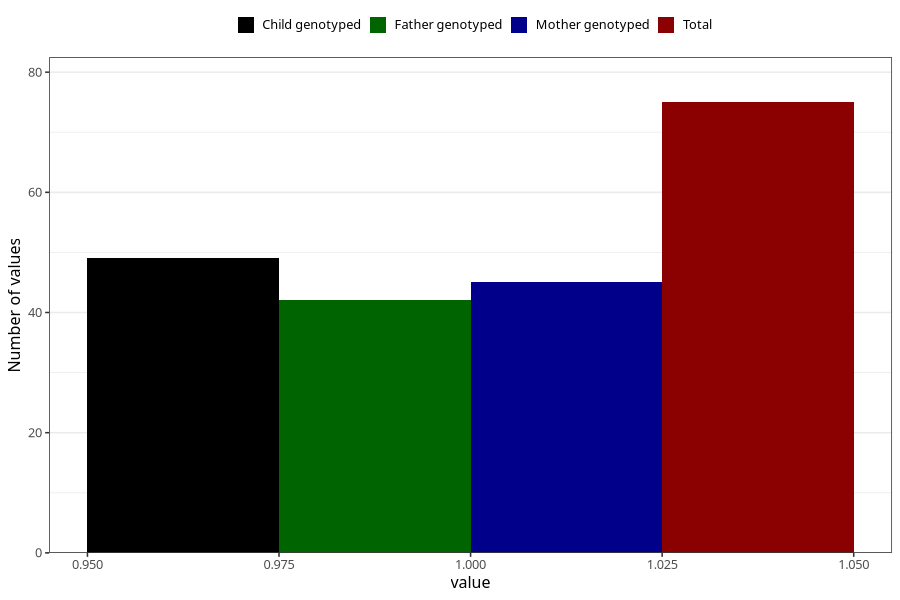 Child genotyped Father genotyped Mother genotyped Total
80
60
40
20
0
Number of values
0.950 0.975 1.000 1.025 1.050
value